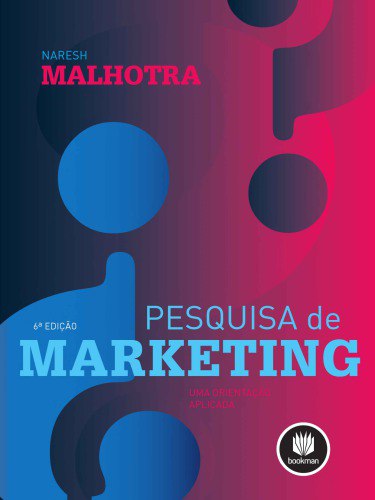 NARESH
MALHOTRA
6ª EDIÇÃO
PESQUISA de
MARKETING
UMA ORIENTAÇÃO
APLICADA
bookman